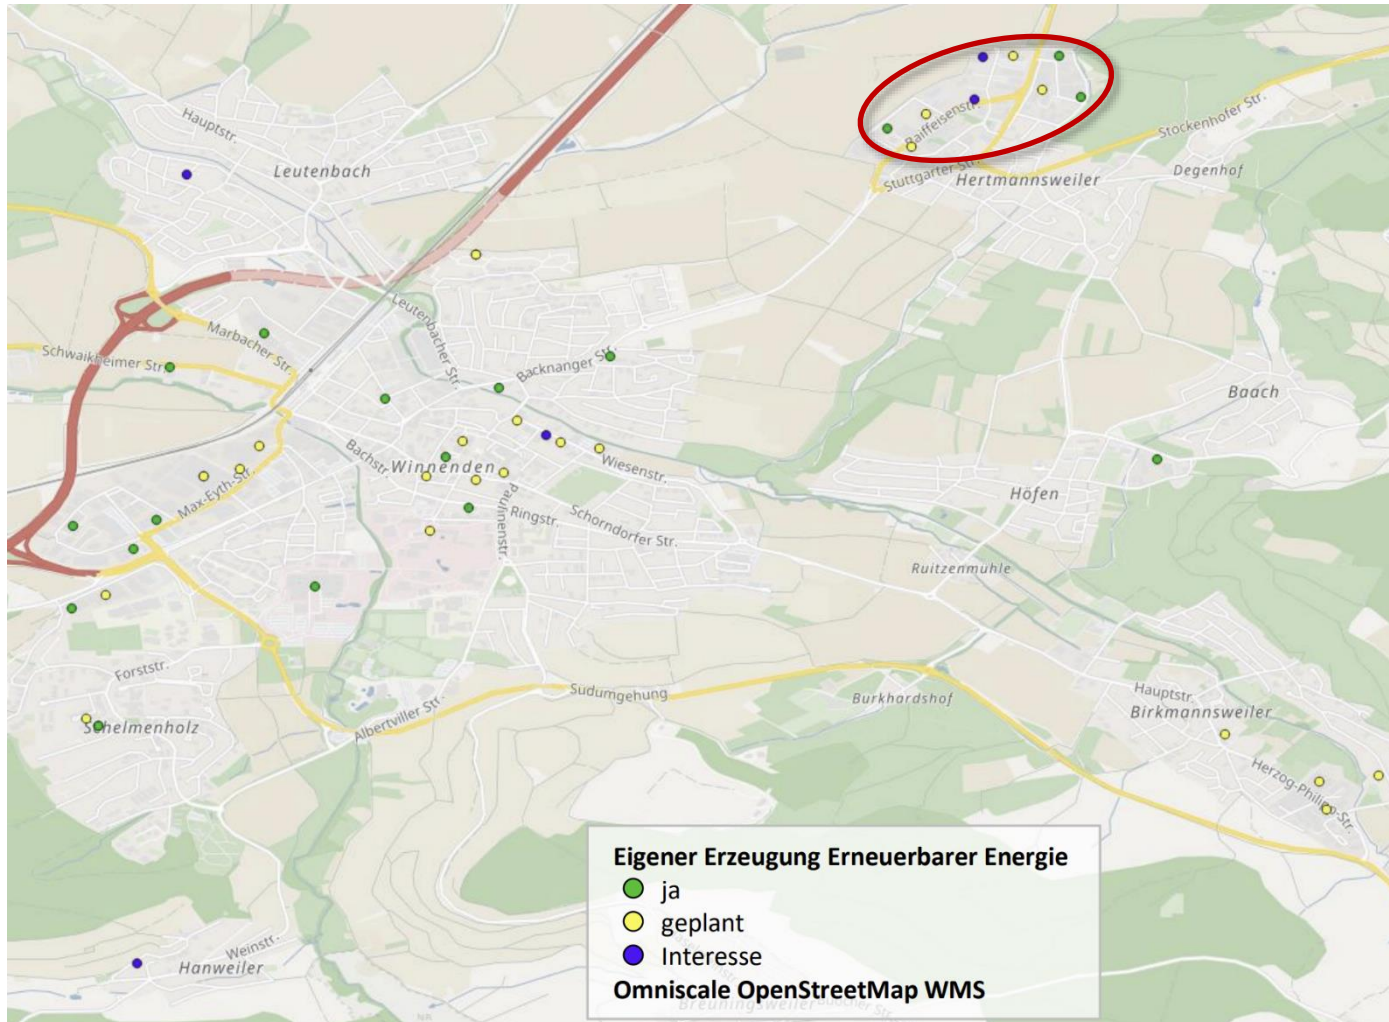 Hauptstr.
Leutenbach
Raiffeisenstr.
Stockenhofer Str.
Stuttgarter Str.
Hertmannsweiler
Degenhof
Leutenbacher Str.
Marbacher Str.
Schwaikheimer Str.
Backnanger Str.
Baach
Bachstr.
Winnenden
Wiesenstr.
Max-Eyth-Str.
Paulinenstr.
Ringstr.
Schorndorfer Str.
Höfen
Ruitzenmühle
Forststr.
Schelmenholz
Albertviller Str.
Südumgehung
Burkhardshof
Hauptstr.
Birkmannsweiler
Herzog-Philipp-Str.
Weinstr.
Hanweiler
Eigener Erzeugung Erneuerbarer Energie
ja
geplant
Interesse
Omniscale OpenStreetMap WMS
Breuningsweiler